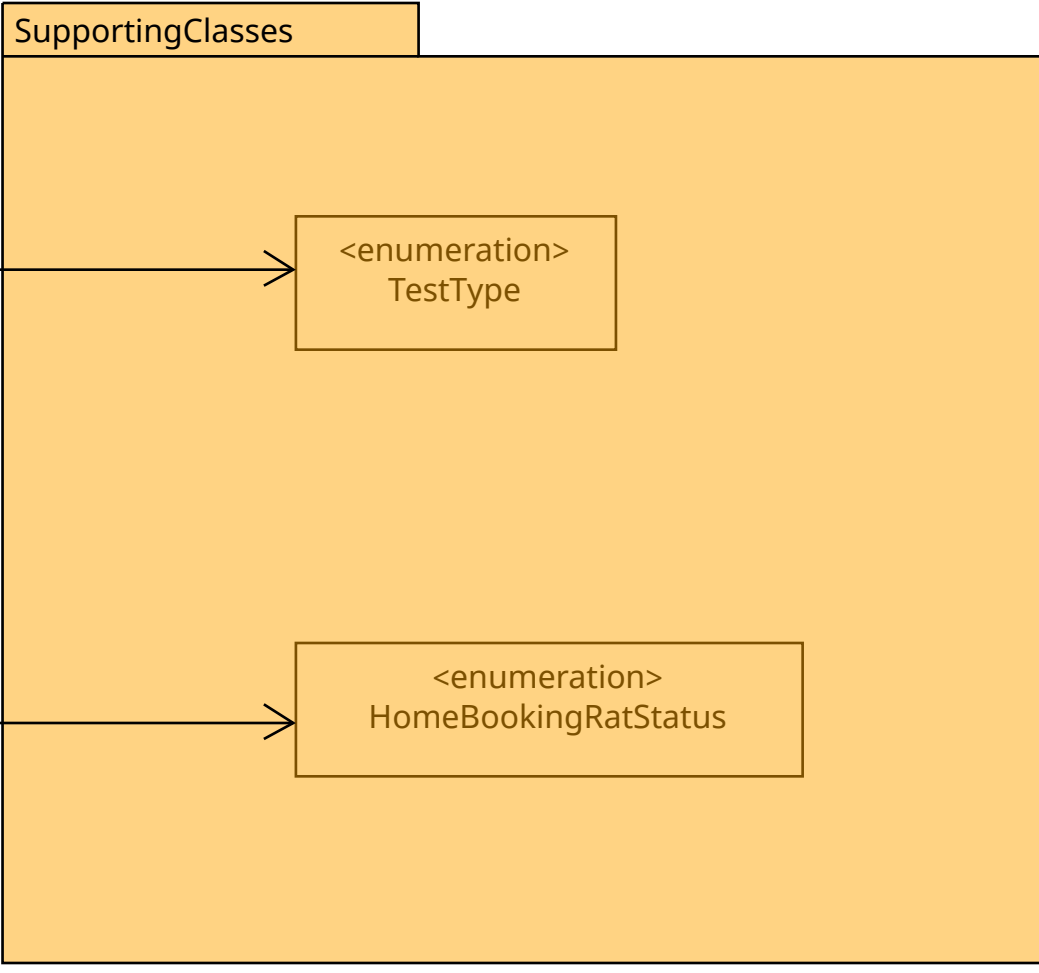 SupportingClasses
<enumeration>
TestType
<enumeration>
HomeBookingRatStatus